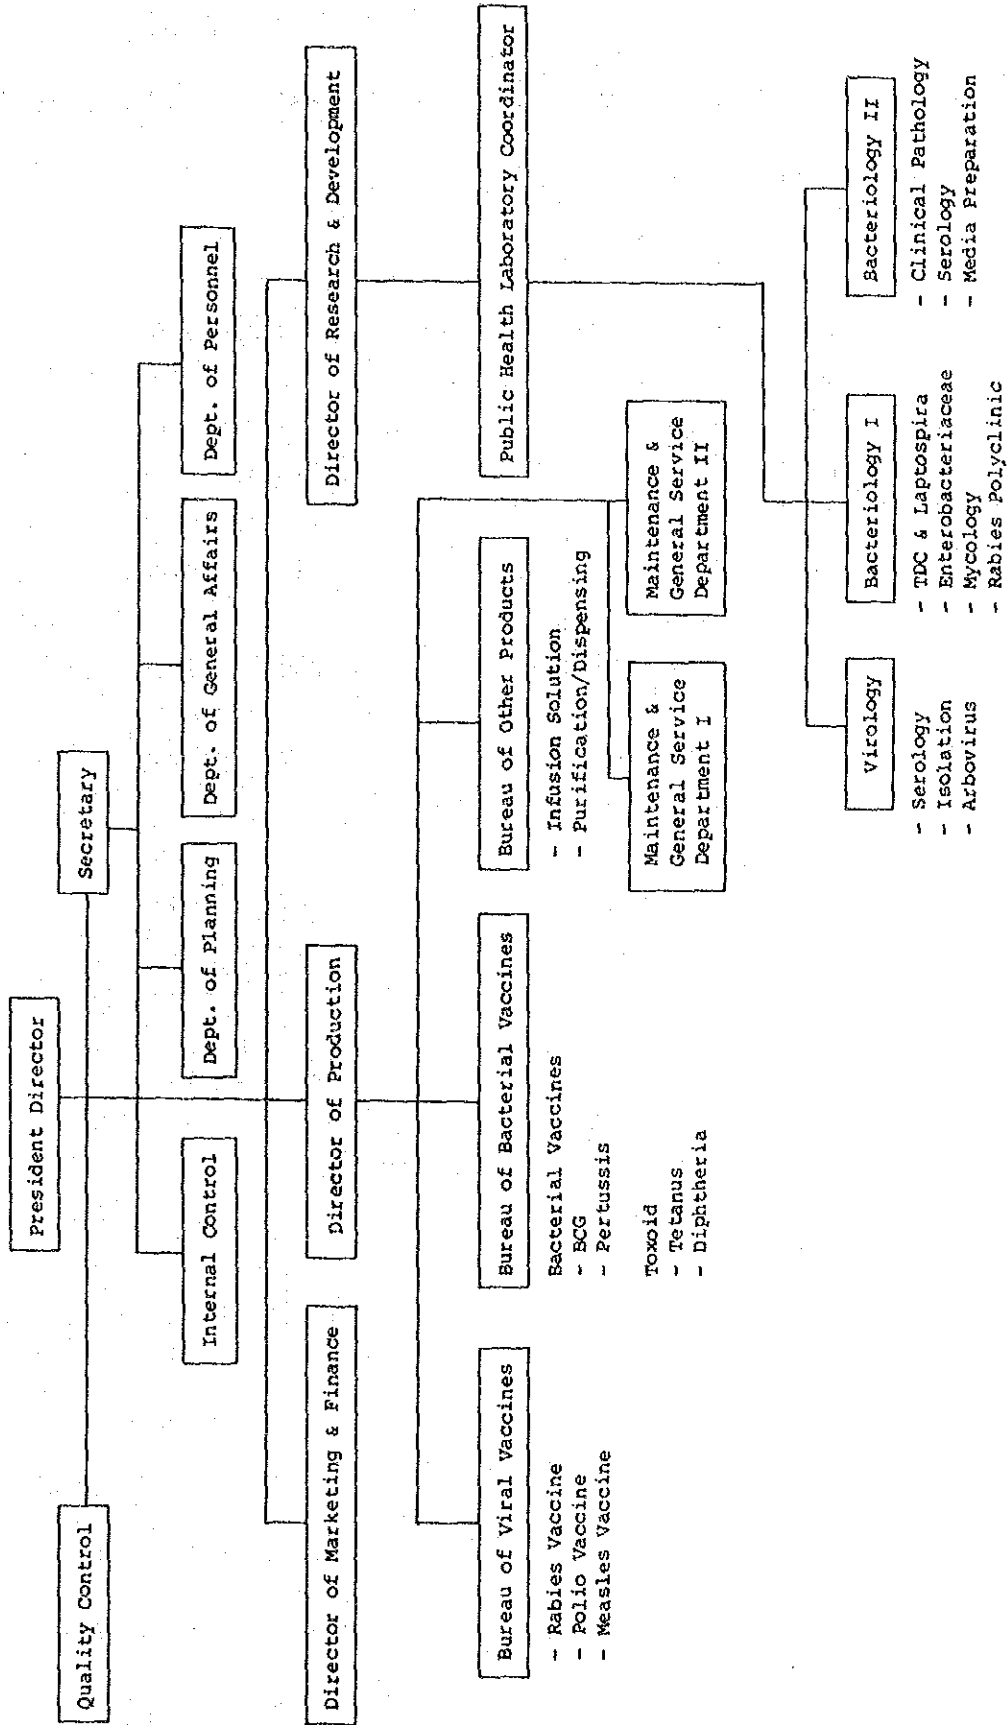 President Director
Quality Control
Secretary
Internal Control
Dept. of Planning
Dept. of General Affairs
Dept. of Personnel
Director of Marketing & Finance
Director of Production
Director of Research & Development
Bureau of Viral Vaccines
- Rabies Vaccine
- Polio Vaccine
- Measles Vaccine
Bureau of Bacterial Vaccines
Bacterial Vaccines
- BCG
- Pertussis
Toxoid
- Tetanus
- Diphtheria
Bureau of Other Products
- Infusion Solution
- Purification/Dispensing
Public Health Laboratory Coordinator
Maintenance &
General Service
Department I
Maintenance &
General Service
Department II
Virology
- Serology
- Isolation
- Arbovirus
Bacteriology I
- TDC & Laptospira
- Enterobacteriaceae
- Mycology
- Rabies Polyclinic
Bacteriology II
- Clinical Pathology
- Serology
- Media Preparation